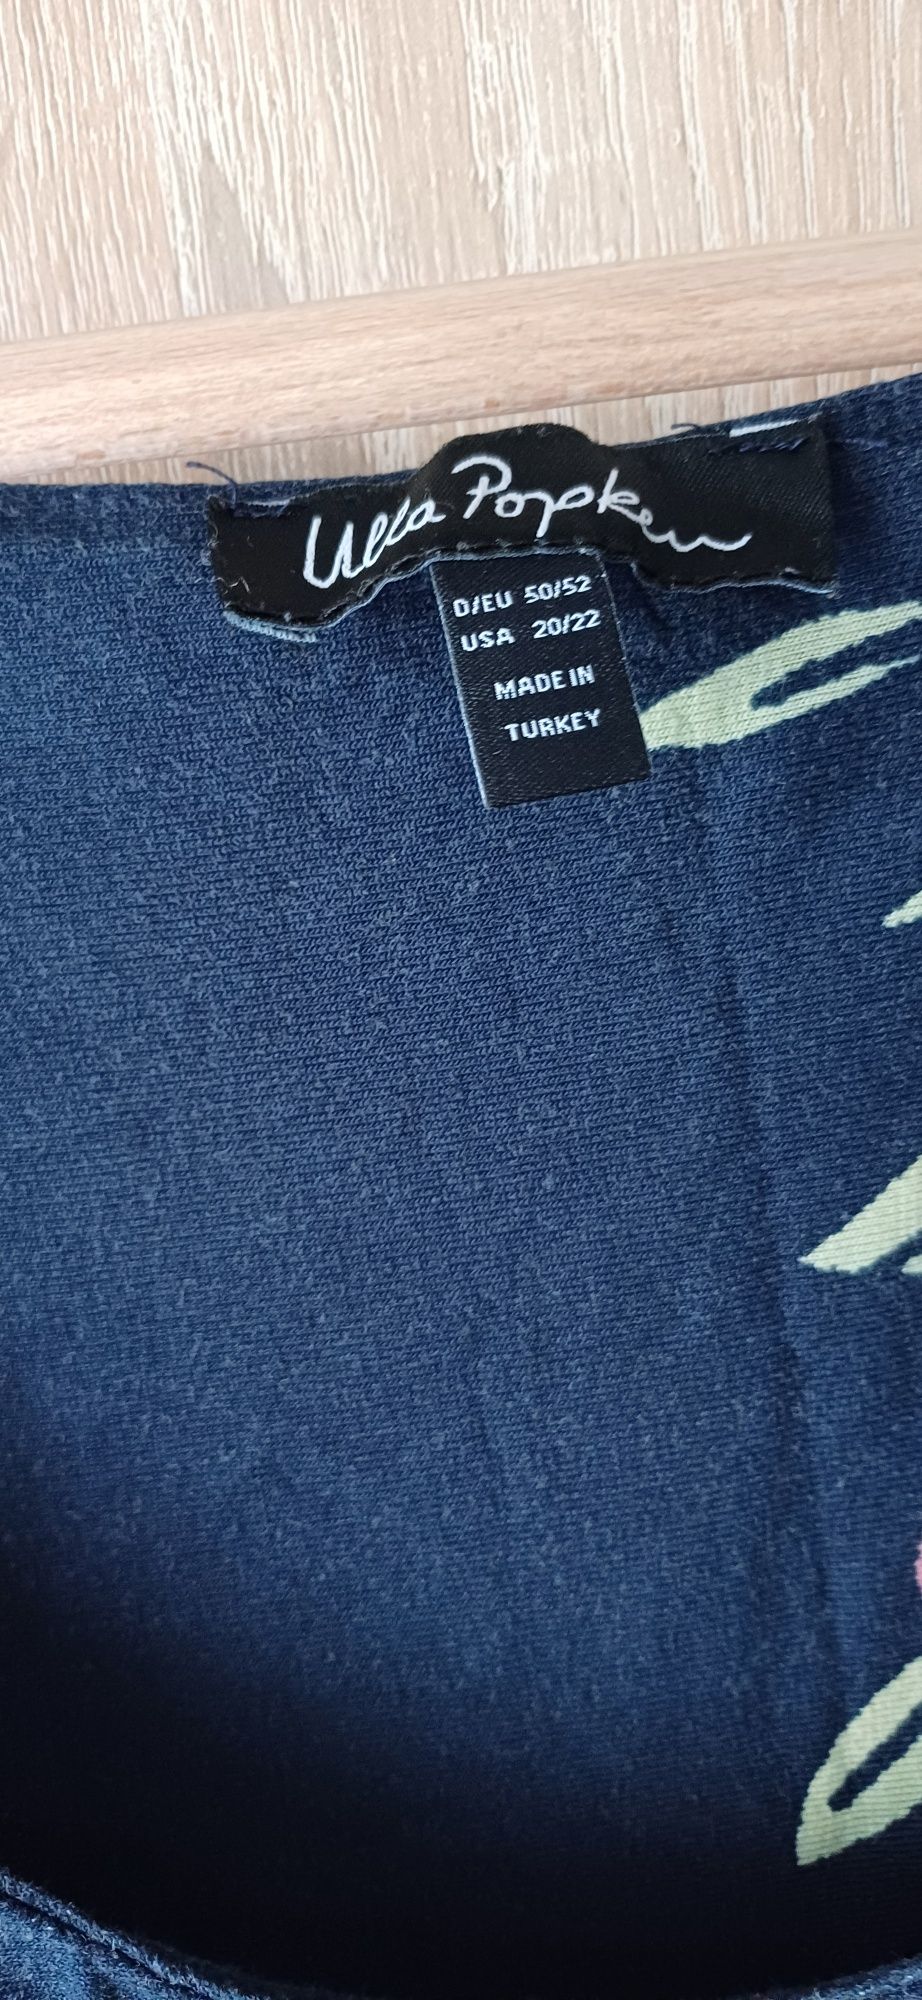 Ulla Popken
D/EU 50/52
USA 20/22
MADE IN
TURKEY